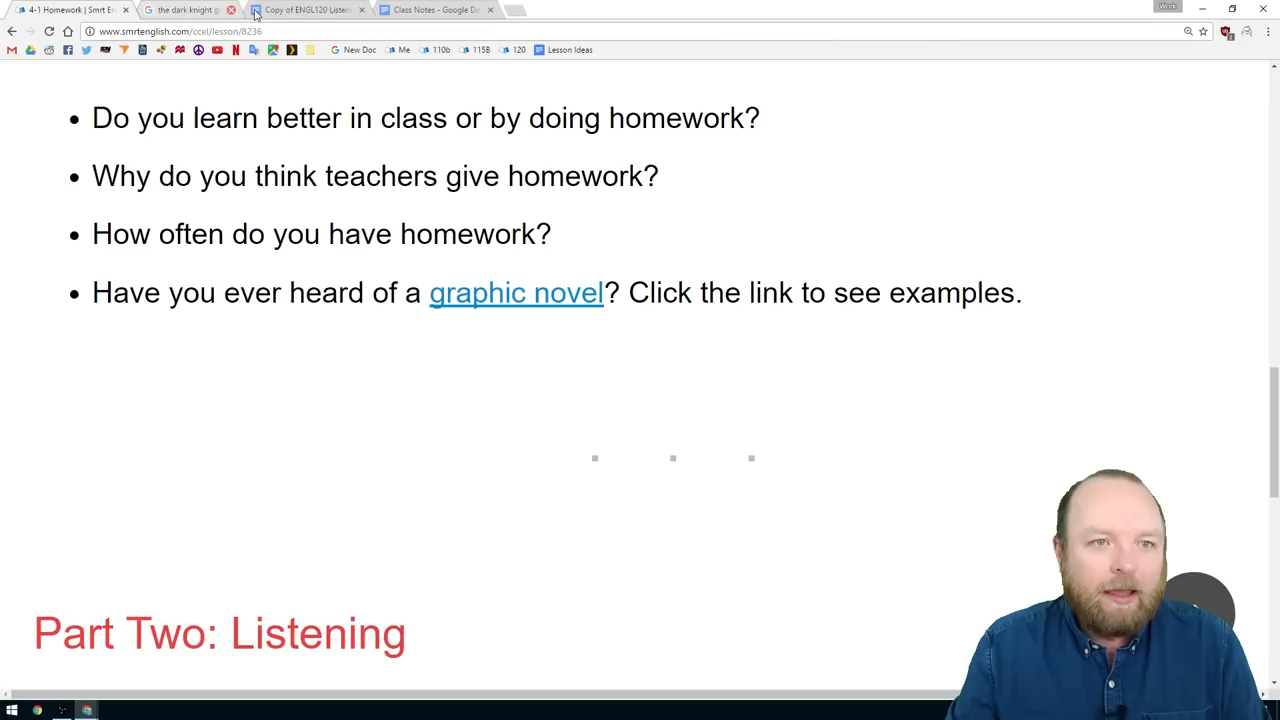 4-1 Homework | Smrt En
the dark knight g
Copy of ENGL120 Listen
Class Notes - Google Do
Work
www.smrtenglish.com/ccel/lesson/8236
New Doc
Me
110b
115B
120
Lesson Ideas
Do you learn better in class or by doing homework?
Why do you think teachers give homework?
How often do you have homework?
Have you ever heard of a graphic novel? Click the link to see examples.
Part Two: Listening